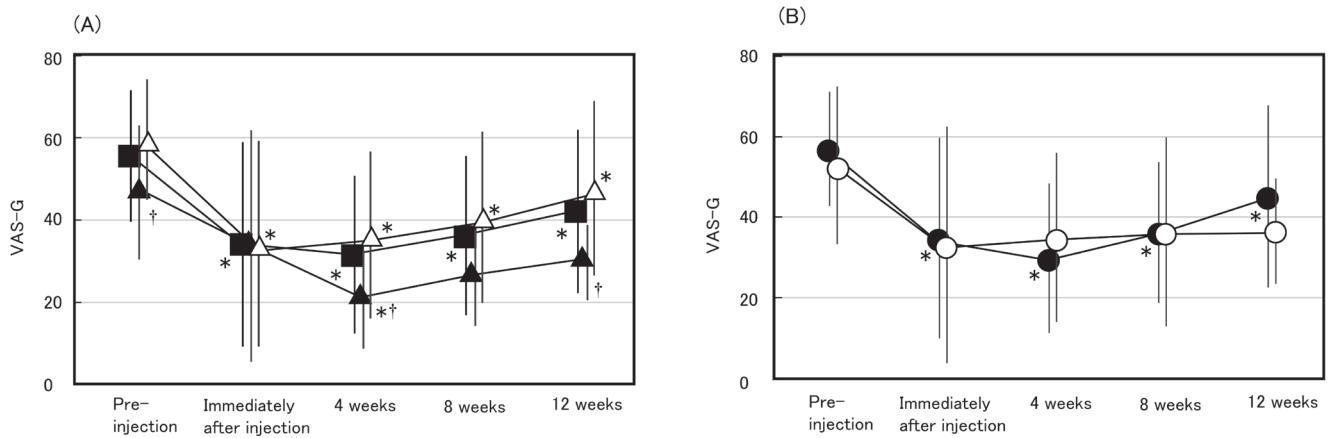 (A)
80
60
40
20
0
VAS-G
†
*
*
*
*
*†
*
*
*
*
†
Pre-
injection
Immediately
after injection
4 weeks
8 weeks
12 weeks
(B)
80
60
40
20
0
VAS-G
*
*
*
*
Pre-
injection
Immediately
after injection
4 weeks
8 weeks
12 weeks